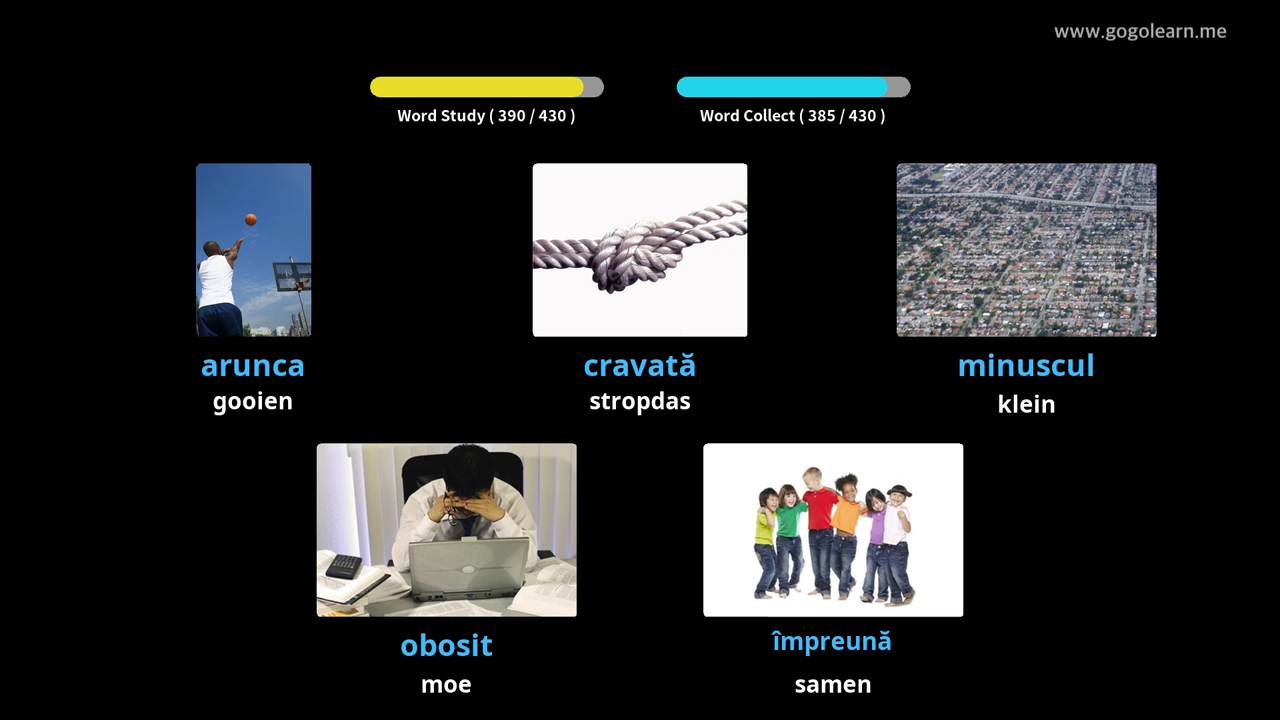 www.gogolearn.me
Word Study ( 390 / 430 )
Word Collect ( 385 / 430 )
arunca
gooien
cravată
stropdas
minuscul
klein
obosit
moe
împreună
samen